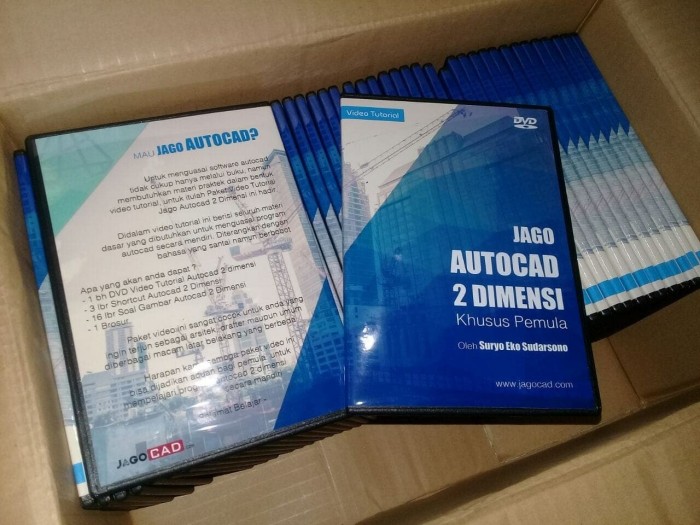 MAU JAGO AUTOCAD?
Untuk menguasai software autocad
tidak cukup hanya melalui buku, namun
membutuhkan materi praktek dalam bentuk
video tutorial, untuk itulah Paket Video Tutorial
Jago Autocad 2 Dimensi ini hadir.
Didalam video tutorial ini berisi seluruh materi
dasar yang dibutuhkan untuk menguasai program
autocad secara mandiri. Diterangkan dengan
bahasa yang santai namun berbobot
Apa yang akan anda dapat ?
- 1 bh DVD Video Tutorial Autocad 2 dimensi
- 3 lbr Shortcut Autocad 2 Dimensi
- 16 lbr Soal Gambar Autocad 2 Dimensi
- 1 Brosur
Paket video ini sangat cocok untuk anda yang
ingin terjun sebagai arsitek, drafter maupun umum
diberbagai macam latar belakang yang berbeda.
Harapan kami semoga paket video ini
bisa dijadikan acuan bagi pemula untuk
mempelajari program autocad 2 dimensi
secara mandiri
Selamat Belajar -
JAGOCAD
Video Tutorial
DVD
JAGO
AUTOCAD
2 DIMENSI
Khusus Pemula
Oleh Suryo Eko Sudarsono
www.jagocad.com